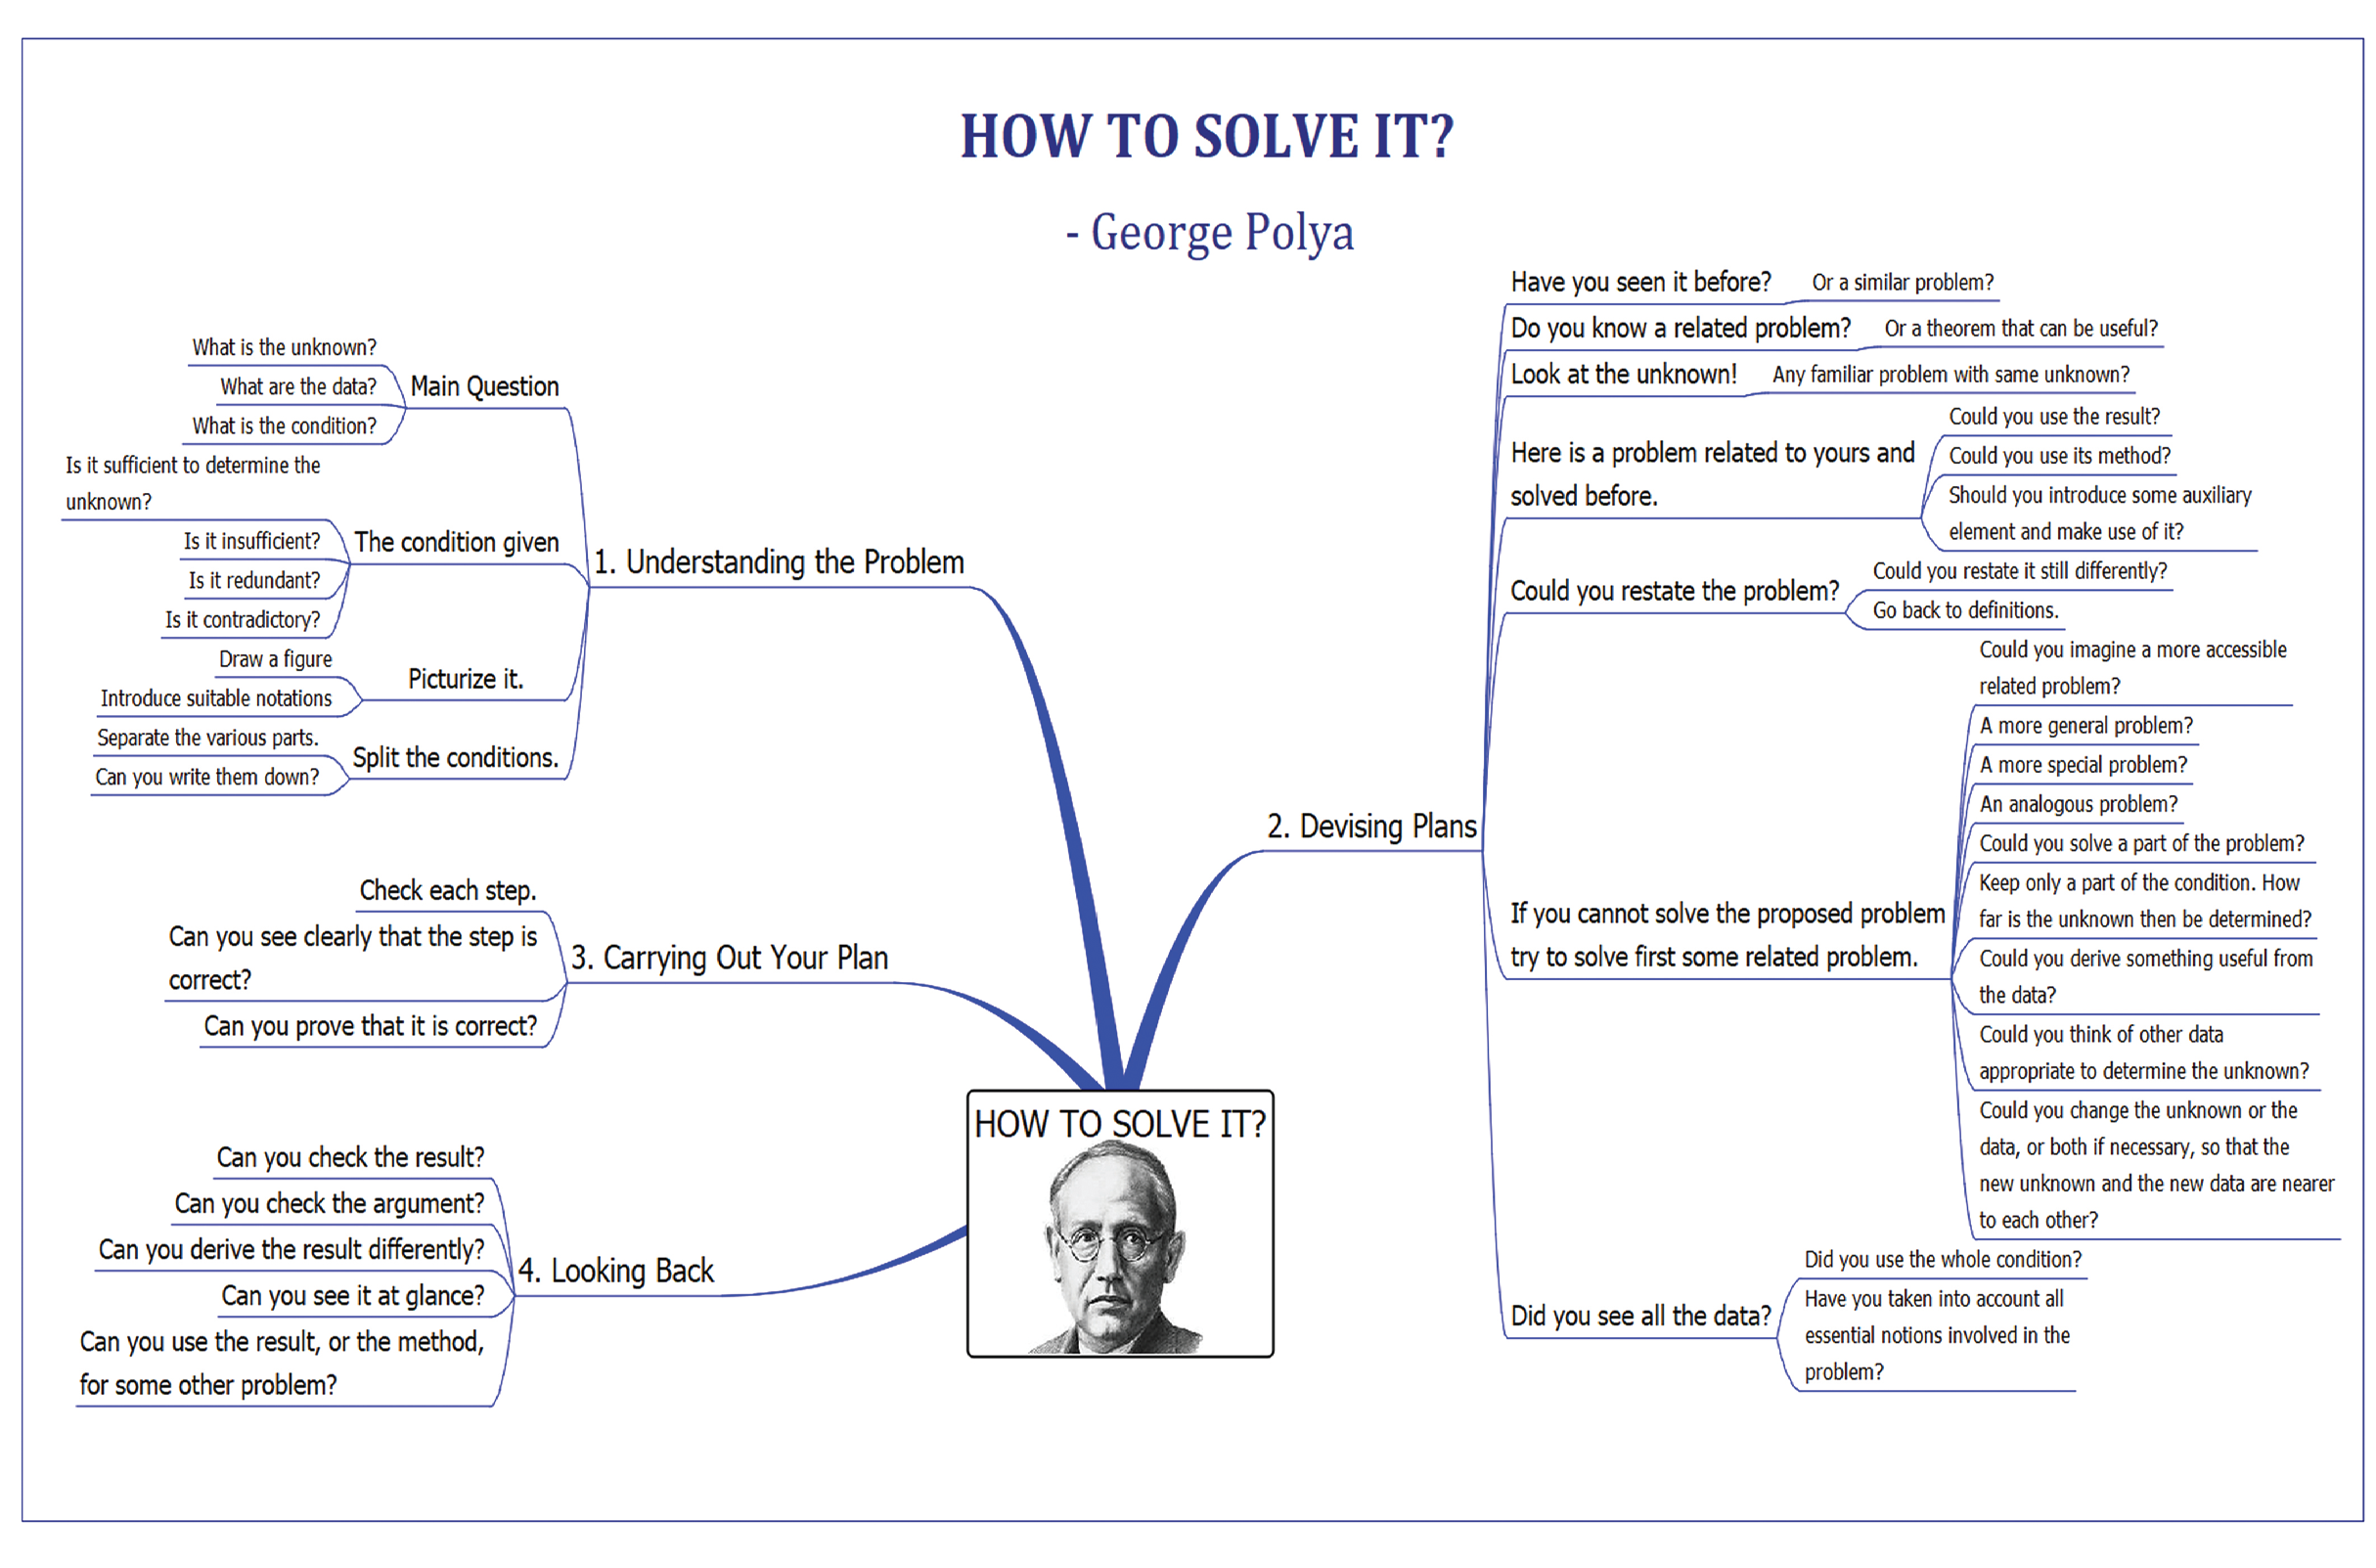 HOW TO SOLVE IT?
- George Polya
1. Understanding the Problem
Main Question
What is the unknown?
What are the data?
What is the condition?
The condition given
Is it sufficient to determine the
unknown?
Is it insufficient?
Is it redundant?
Is it contradictory?
Picturize it.
Draw a figure
Introduce suitable notations
Split the conditions.
Separate the various parts.
Can you write them down?
2. Devising Plans
Have you seen it before?
Or a similar problem?
Do you know a related problem?
Or a theorem that can be useful?
Look at the unknown!
Any familiar problem with same unknown?
Here is a problem related to yours and
solved before.
Could you use the result?
Could you use its method?
Should you introduce some auxiliary
element and make use of it?
Could you restate the problem?
Could you restate it still differently?
Go back to definitions.
If you cannot solve the proposed problem
try to solve first some related problem.
Could you imagine a more accessible
related problem?
A more general problem?
A more special problem?
An analogous problem?
Could you solve a part of the problem?
Keep only a part of the condition. How
far is the unknown then be determined?
Could you derive something useful from
the data?
Could you think of other data
appropriate to determine the unknown?
Could you change the unknown or the
data, or both if necessary, so that the
new unknown and the new data are nearer
to each other?
Did you see all the data?
Did you use the whole condition?
Have you taken into account all
essential notions involved in the
problem?
3. Carrying Out Your Plan
Check each step.
Can you see clearly that the step is
correct?
Can you prove that it is correct?
4. Looking Back
Can you check the result?
Can you check the argument?
Can you derive the result differently?
Can you see it at glance?
Can you use the result, or the method,
for some other problem?
HOW TO SOLVE IT?